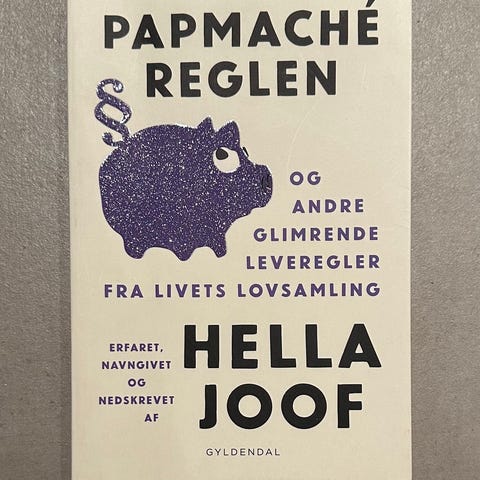 PAPMACHÉ
REGLEN
§
OG
ANDRE
GLIMRENDE
LEVEREGLER
FRA LIVETS LOVSAMLING
ERFARET,
NAVNGIVET
OG
NEDSKREVET
AF
HELLA
JOOF
GYLDENDAL